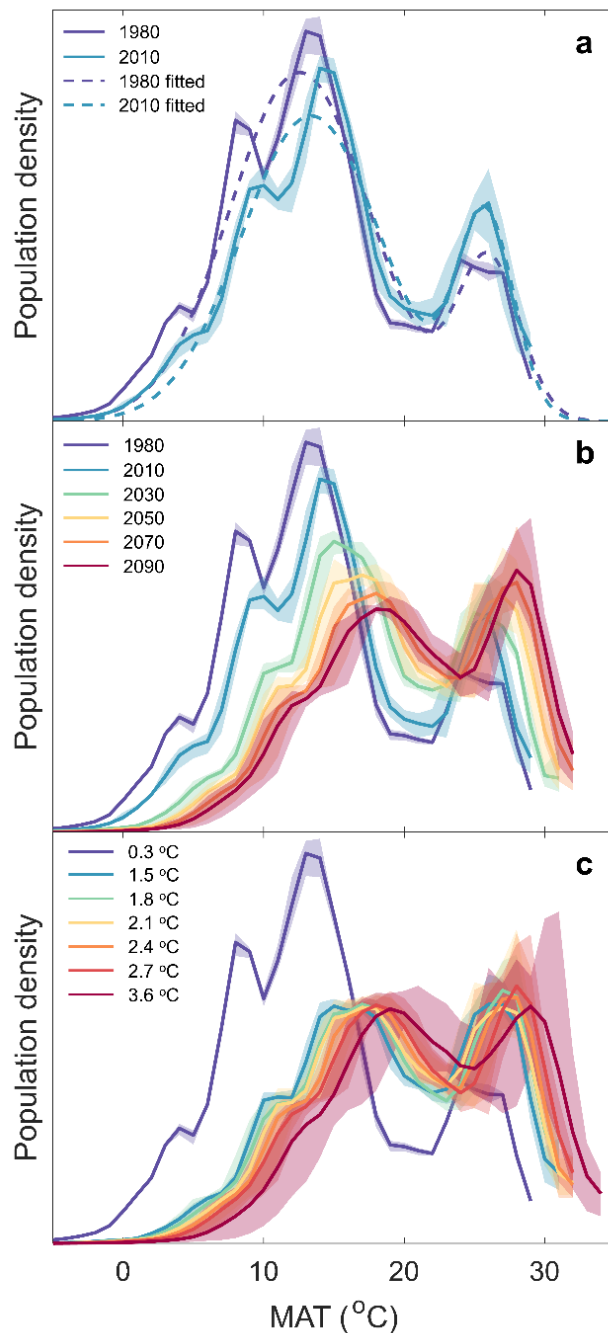 a
1980
2010
1980 fitted
2010 fitted
Population density
b
1980
2010
2030
2050
2070
2090
Population density
c
0.3 °C
1.5 °C
1.8 °C
2.1 °C
2.4 °C
2.7 °C
3.6 °C
Population density
0 10 20 30
MAT (°C)